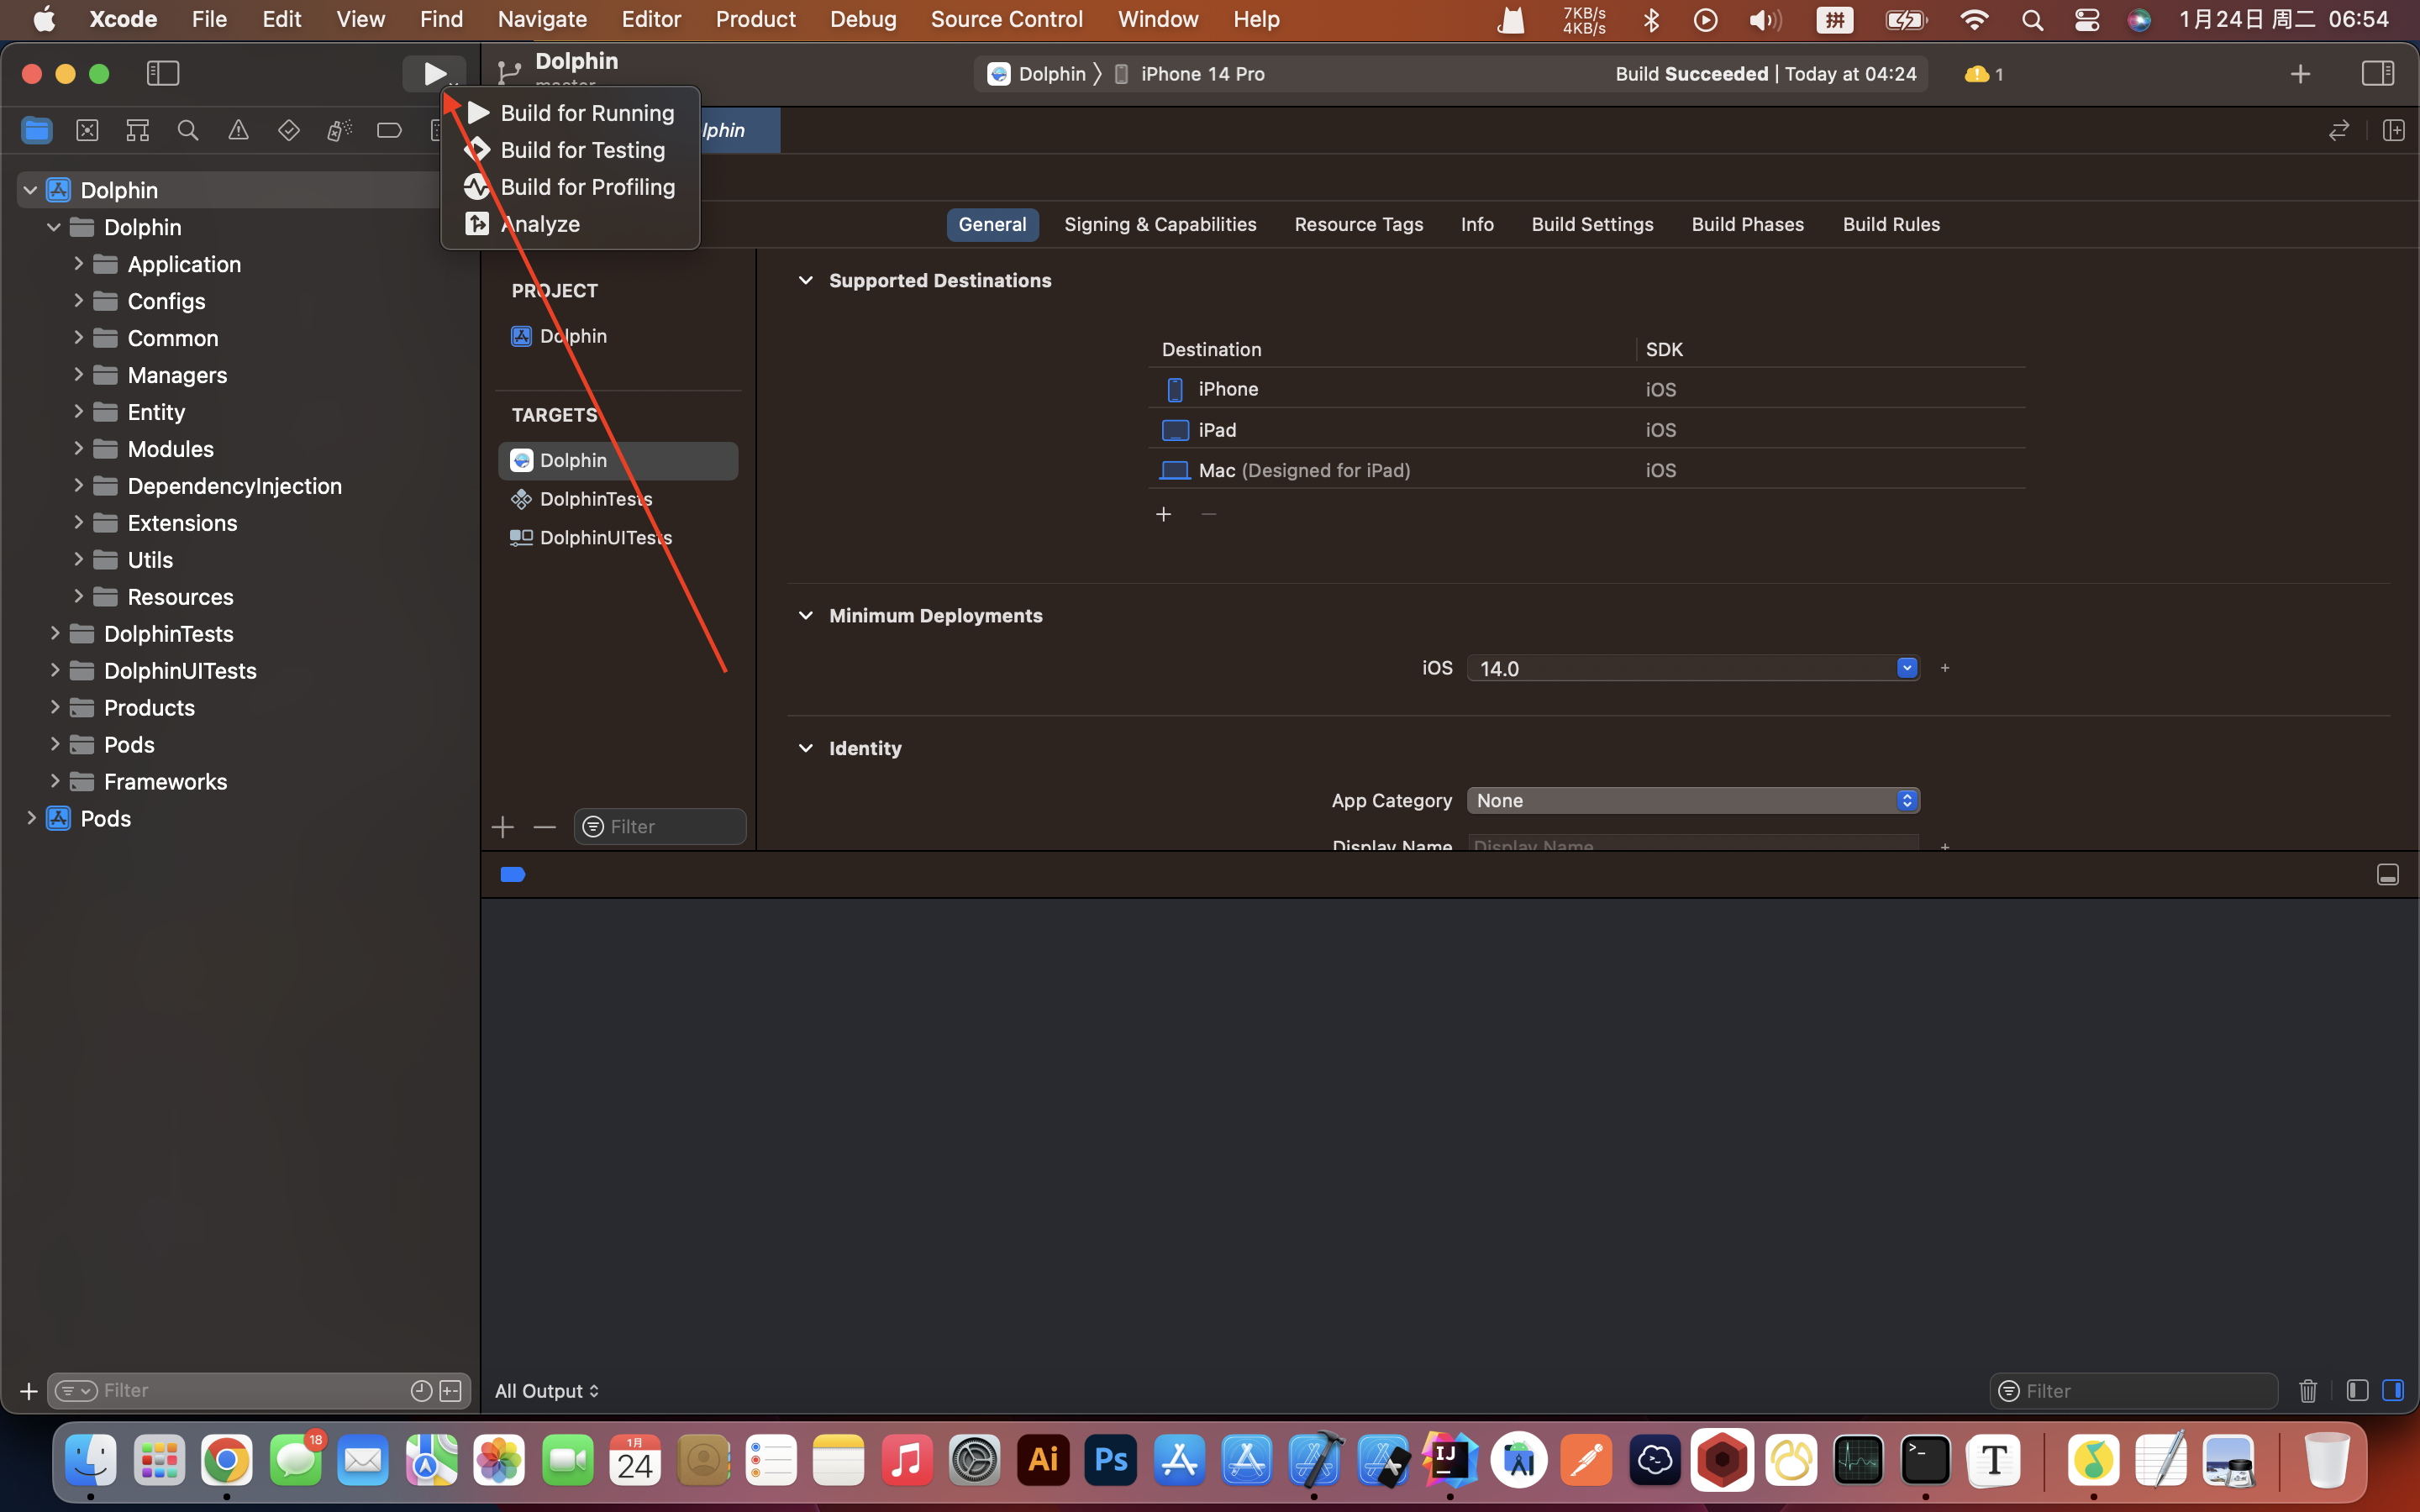 Xcode File Edit View Find Navigate Editor Product Debug Source Control Window Help 7KB/s 4KB/s 拼 1月24日 周二 06:54
Dolphin
Dolphin 〉 iPhone 14 Pro Build Succeeded | Today at 04:24 1
Build for Running
Build for Testing
Build for Profiling
Analyze
General Signing & Capabilities Resource Tags Info Build Settings Build Phases Build Rules
Dolphin
Dolphin
Application
Configs
Common
Managers
Entity
Modules
DependencyInjection
Extensions
Utils
Resources
DolphinTests
DolphinUITests
Products
Pods
Frameworks
Pods
PROJECT
Dolphin
TARGETS
Dolphin
DolphinTests
DolphinUITests
Filter
Supported Destinations
Destination SDK
iPhone iOS
iPad iOS
Mac (Designed for iPad) iOS
Minimum Deployments
iOS 14.0
Identity
App Category None
Display Name Display Name
Filter
All Output
Filter
18
1月
24
Ai
Ps
IJ
T